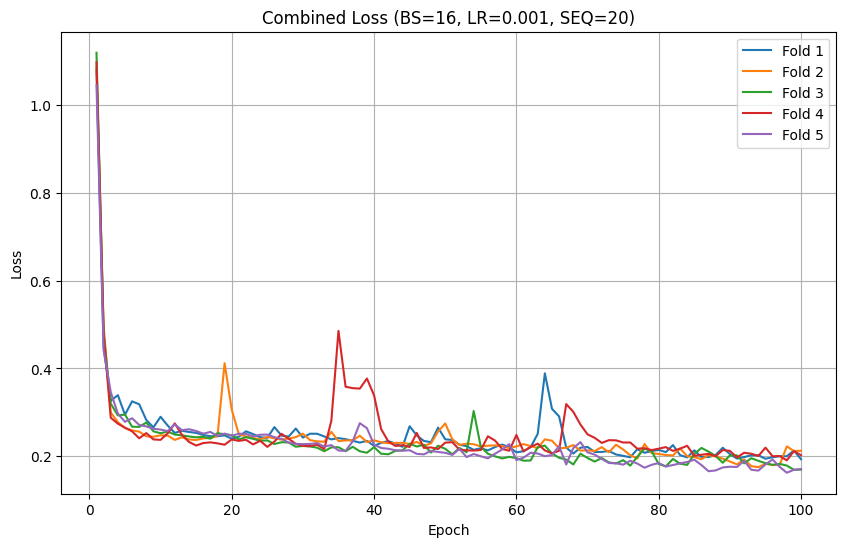 Combined Loss (BS=16, LR=0.001, SEQ=20)
Fold 1
Fold 2
Fold 3
Fold 4
Fold 5
Loss
1.0
0.8
0.6
0.4
0.2
0
20
40
60
80
100
Epoch